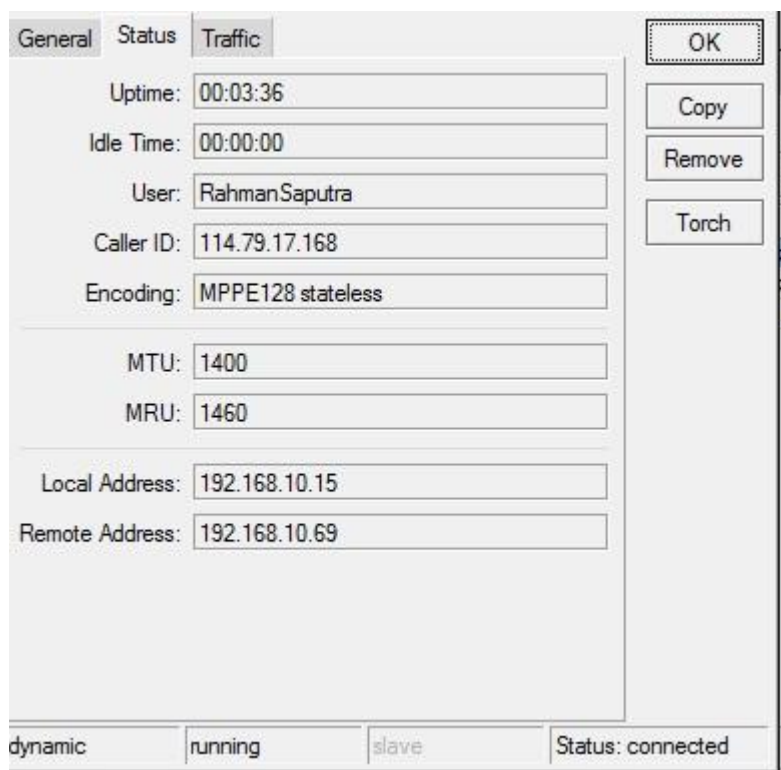 General Status Traffic
OK
Uptime: 00:03:36
Copy
Idle Time: 00:00:00
Remove
User: RahmanSaputra
Torch
Caller ID: 114.79.17.168
Encoding: MPPE128 stateless
MTU: 1400
MRU: 1460
Local Address: 192.168.10.15
Remote Address: 192.168.10.69
dynamic running slave Status: connected